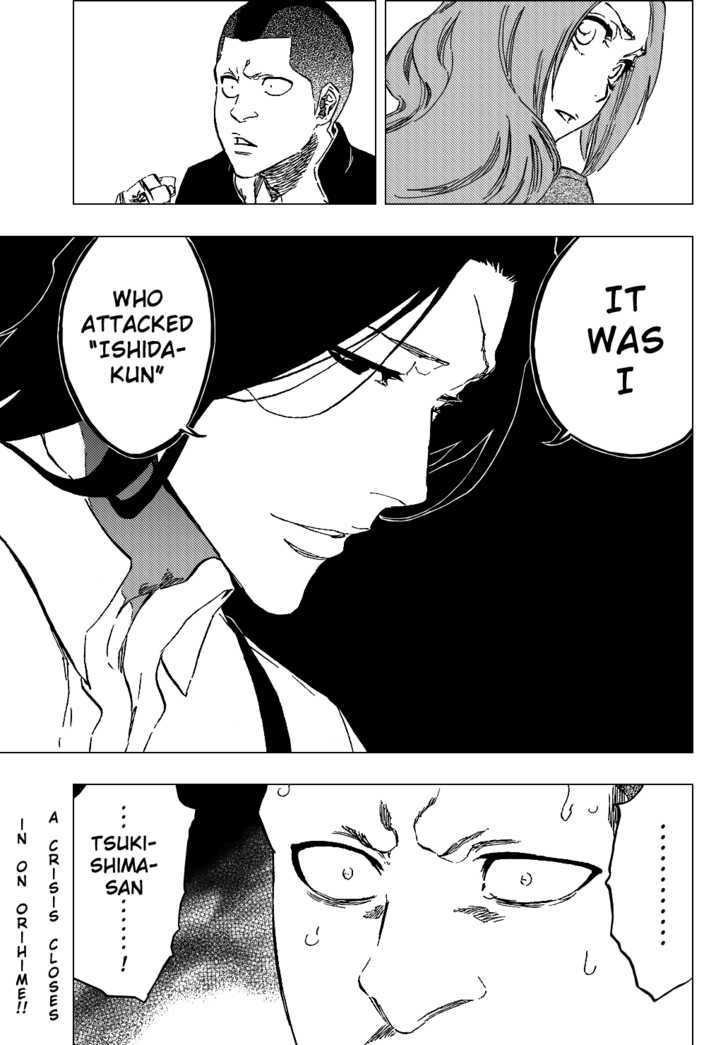 IT
WAS
I
WHO
ATTACKED
"ISHIDA-
KUN"
.........
...
TSUKI-
SHIMA-
SAN
......!
A CRISIS CLOSES
IN ON ORIHIME!!